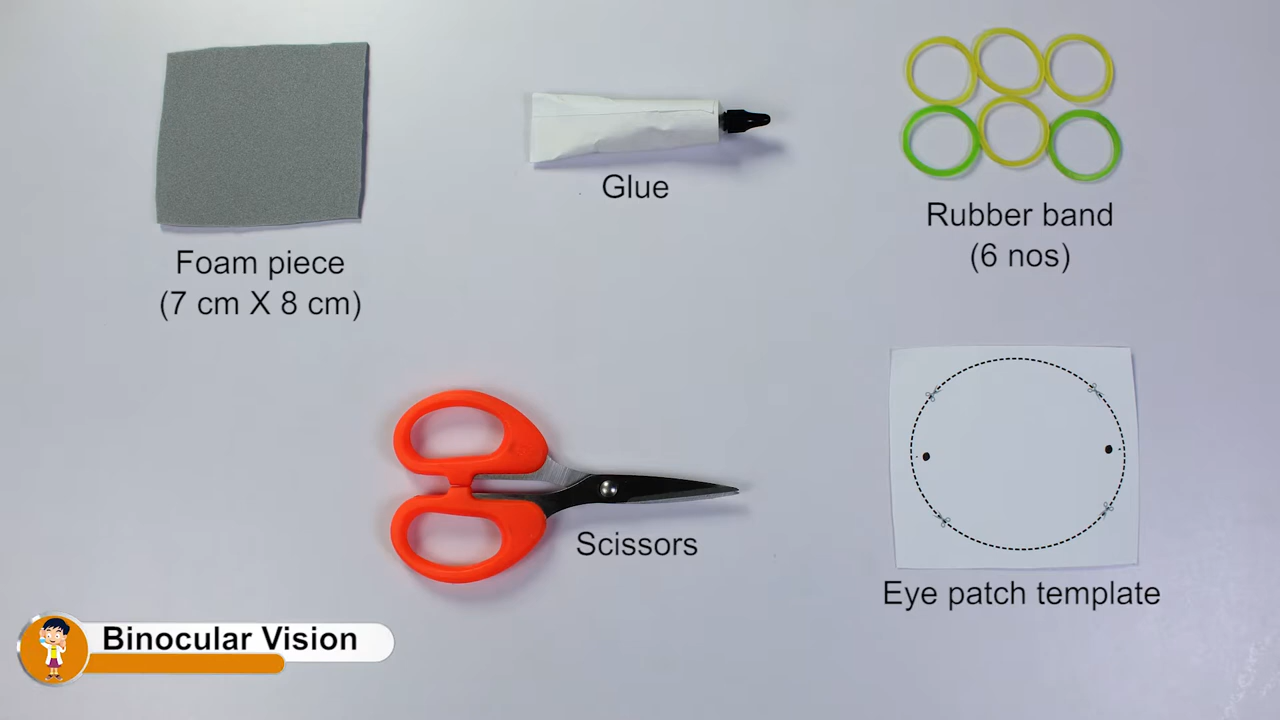 Glue
Rubber band
(6 nos)
Foam piece
(7 cm X 8 cm)
Scissors
Eye patch template
Binocular Vision